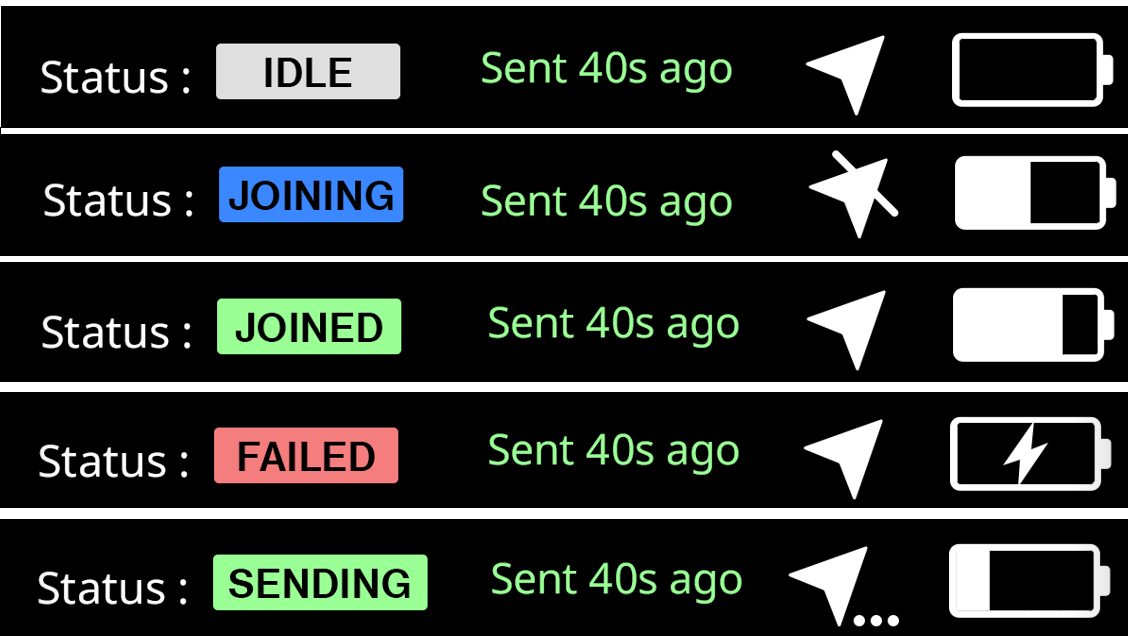 Status : IDLE Sent 40s ago
Status : JOINING Sent 40s ago
Status : JOINED Sent 40s ago
Status : FAILED Sent 40s ago
Status : SENDING Sent 40s ago